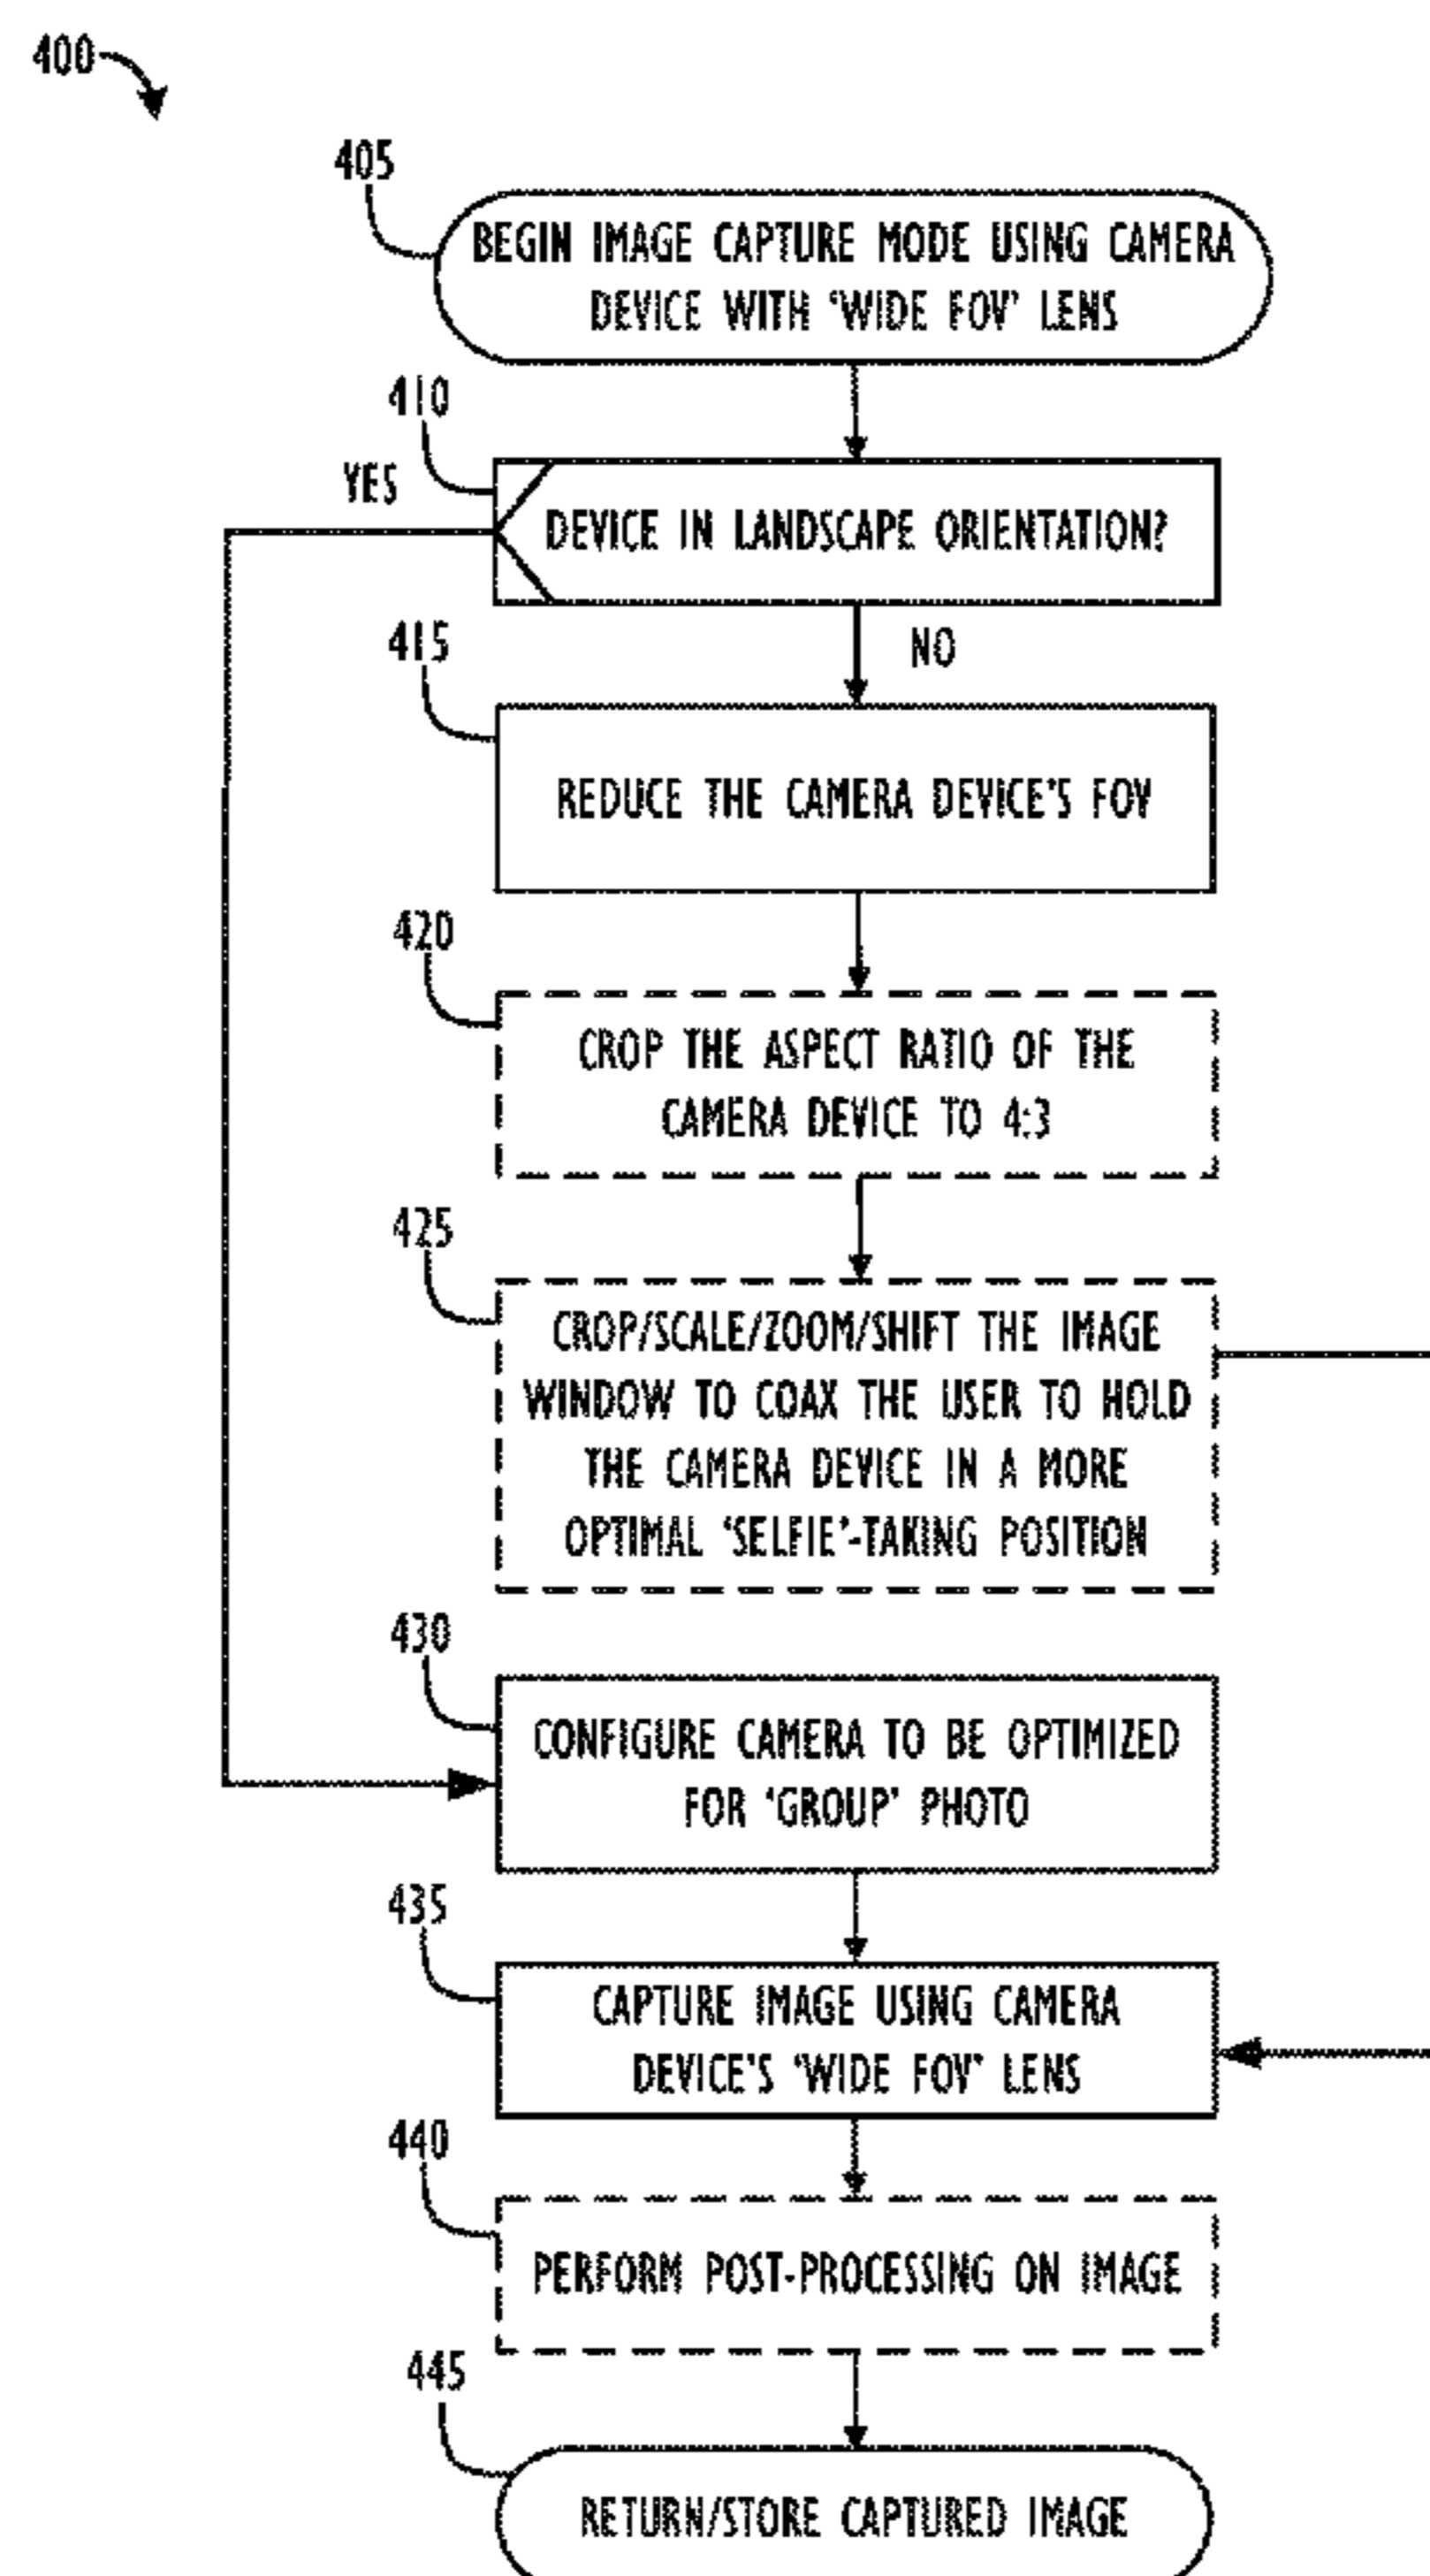 400
405
BEGIN IMAGE CAPTURE MODE USING CAMERA
DEVICE WITH ‘WIDE FOV’ LENS
410
YES
DEVICE IN LANDSCAPE ORIENTATION?
NO
415
REDUCE THE CAMERA DEVICE’S FOV
420
CROP THE ASPECT RATIO OF THE
CAMERA DEVICE TO 4:3
425
CROP/SCALE/ZOOM/SHIFT THE IMAGE
WINDOW TO COAX THE USER TO HOLD
THE CAMERA DEVICE IN A MORE
OPTIMAL ‘SELFIE’-TAKING POSITION
430
CONFIGURE CAMERA TO BE OPTIMIZED
FOR ‘GROUP’ PHOTO
435
CAPTURE IMAGE USING CAMERA
DEVICE’S ‘WIDE FOV’ LENS
440
PERFORM POST-PROCESSING ON IMAGE
445
RETURN/STORE CAPTURED IMAGE